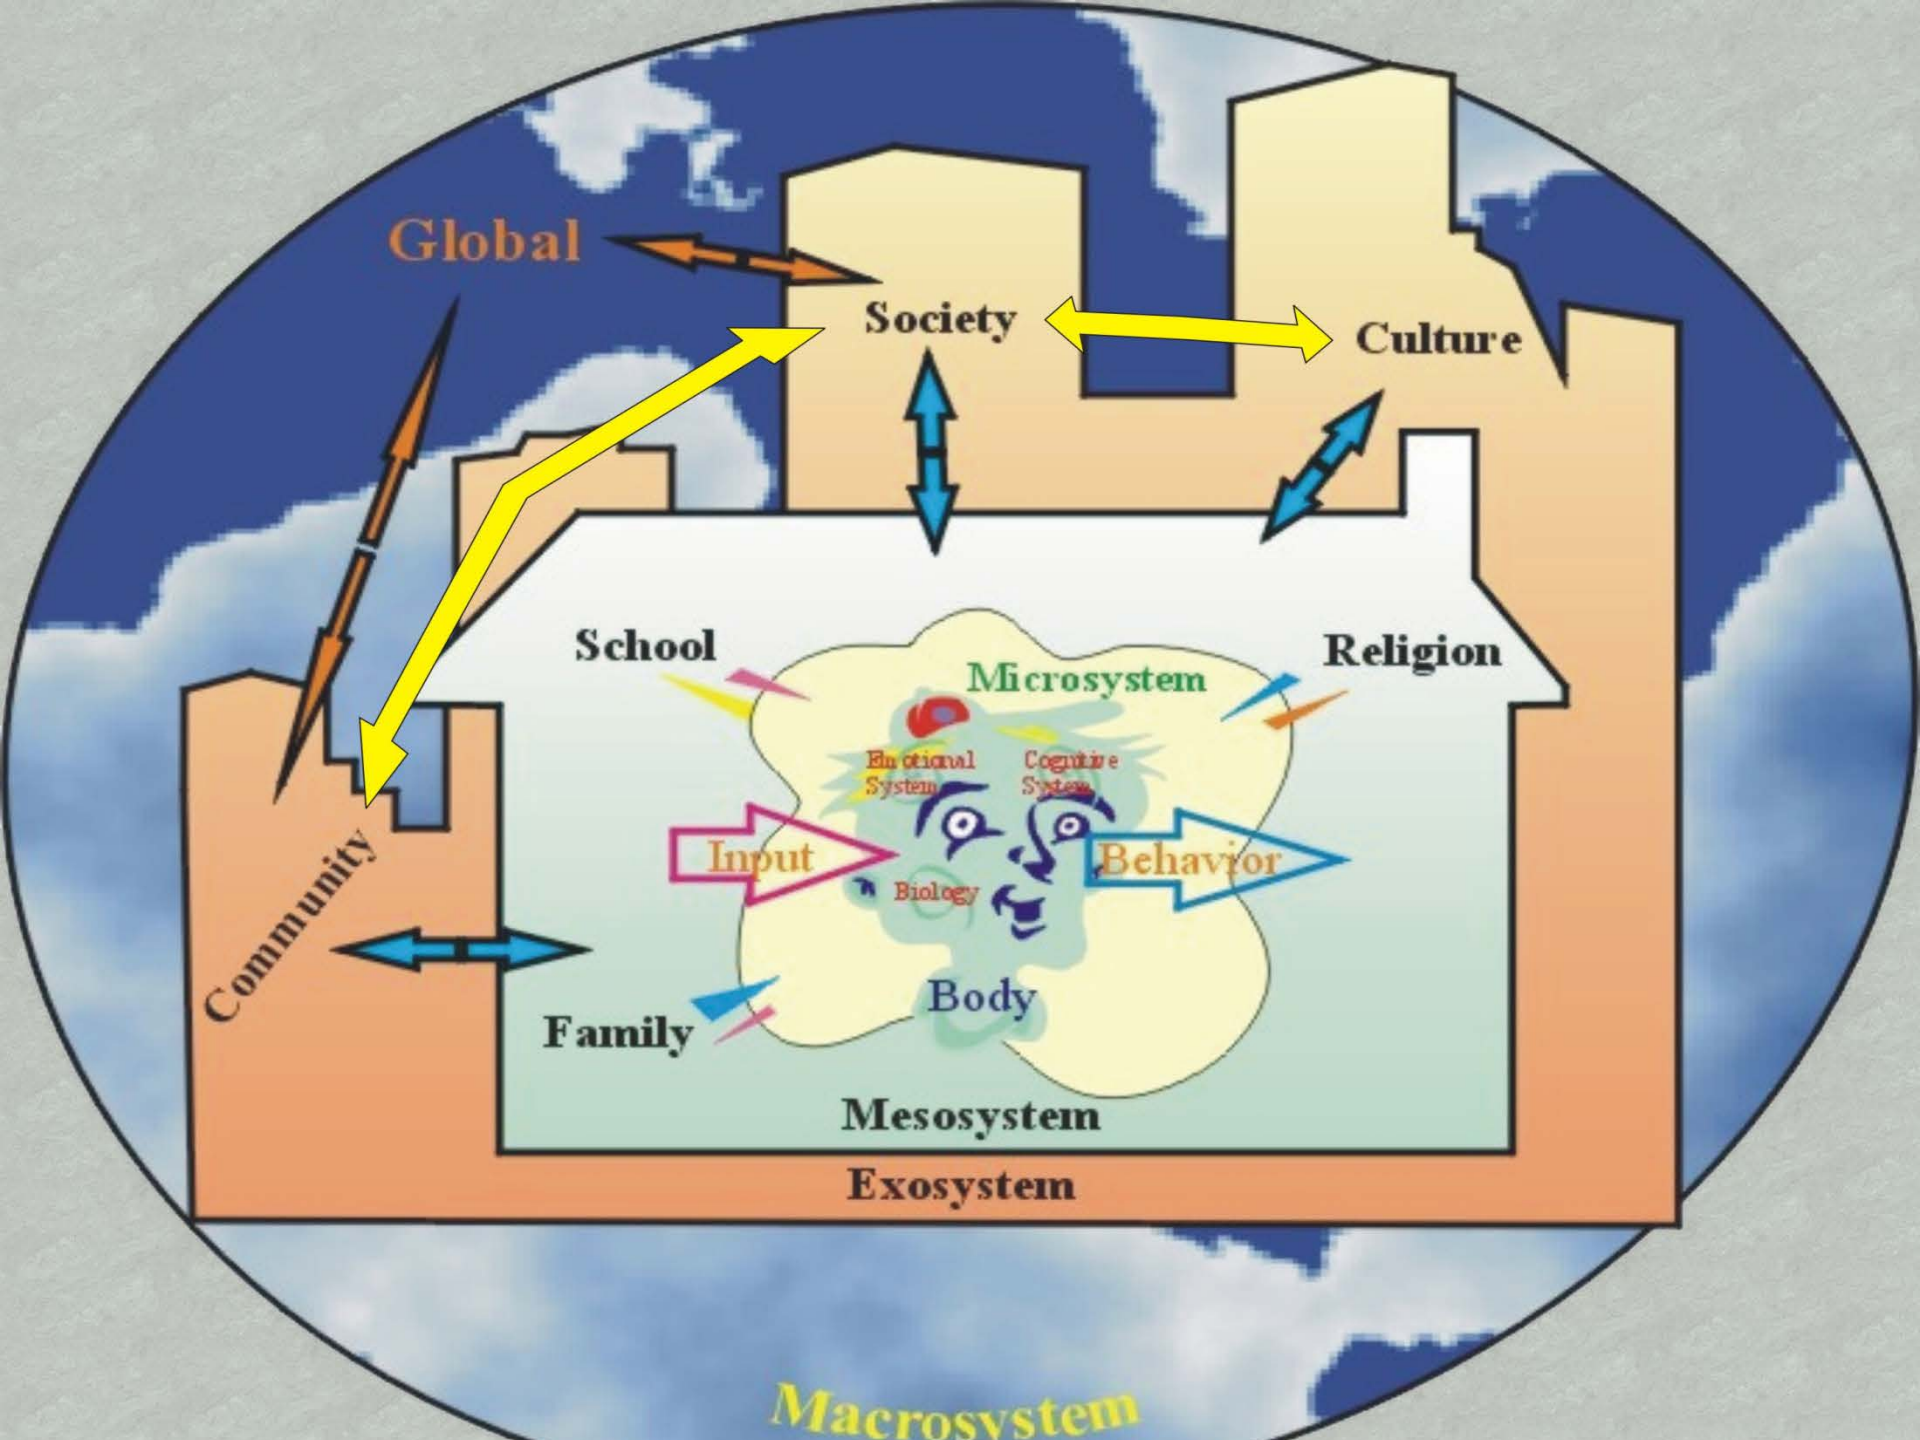 Global
Society
Culture
School
Religion
Microsystem
Emotional
System
Cognitive
System
Input
Behavior
Biology
Community
Body
Family
Mesosystem
Exosystem
Macrosystem